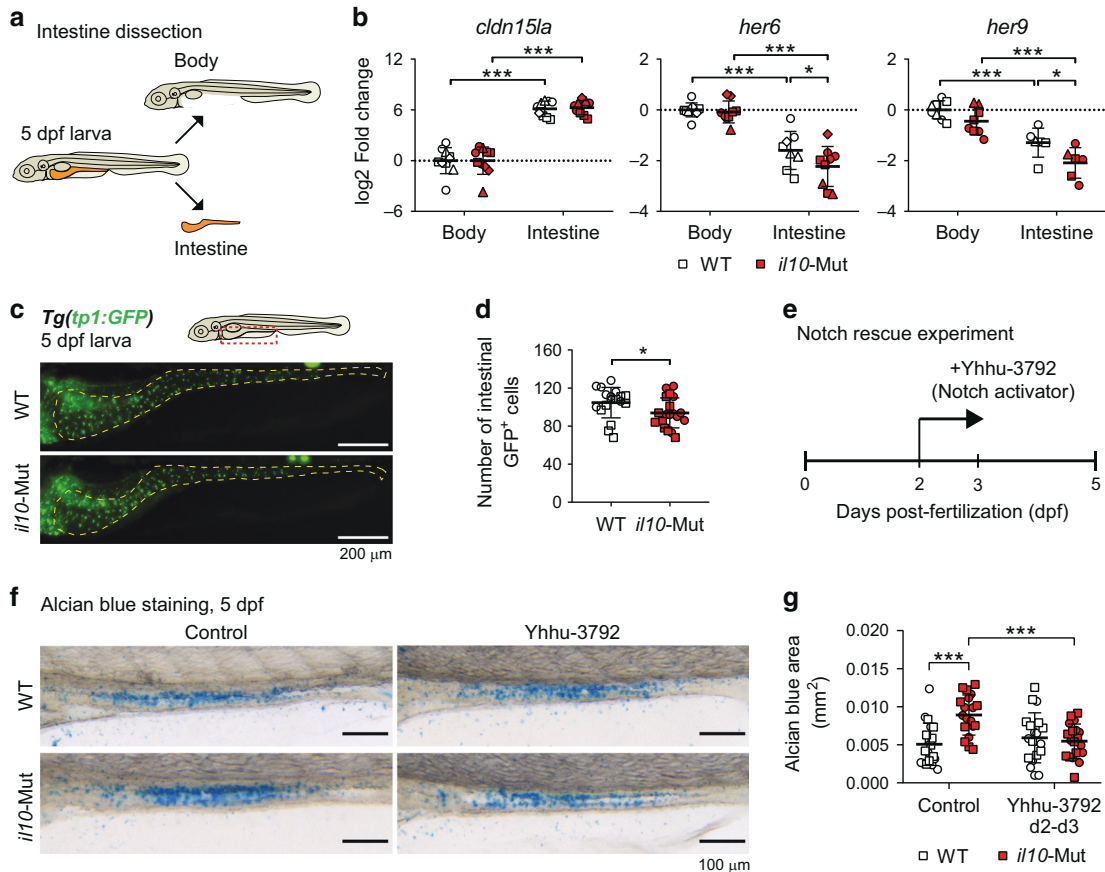 a
Intestine dissection
Body
5 dpf larva
Intestine
b
cldn15la
her6
her9
log2 Fold change
12
6
0
−6
***
***
Body
Intestine
2
0
−2
−4
***
***
*
Body
Intestine
2
0
−2
−4
***
***
*
Body
Intestine
WT
il10-Mut
c
Tg(tp1:GFP)
5 dpf larva
WT
il10-Mut
200 μm
d
Number of intestinal
GFP+ cells
160
120
80
40
0
*
WT
il10-Mut
e
Notch rescue experiment
+Yhhu-3792
(Notch activator)
0
2
3
5
Days post-fertilization (dpf)
f
Alcian blue staining, 5 dpf
Control
Yhhu-3792
WT
il10-Mut
100 μm
g
Alcian blue area
(mm2)
0.020
0.015
0.010
0.005
0.000
***
***
Control
Yhhu-3792
d2-d3
WT
il10-Mut